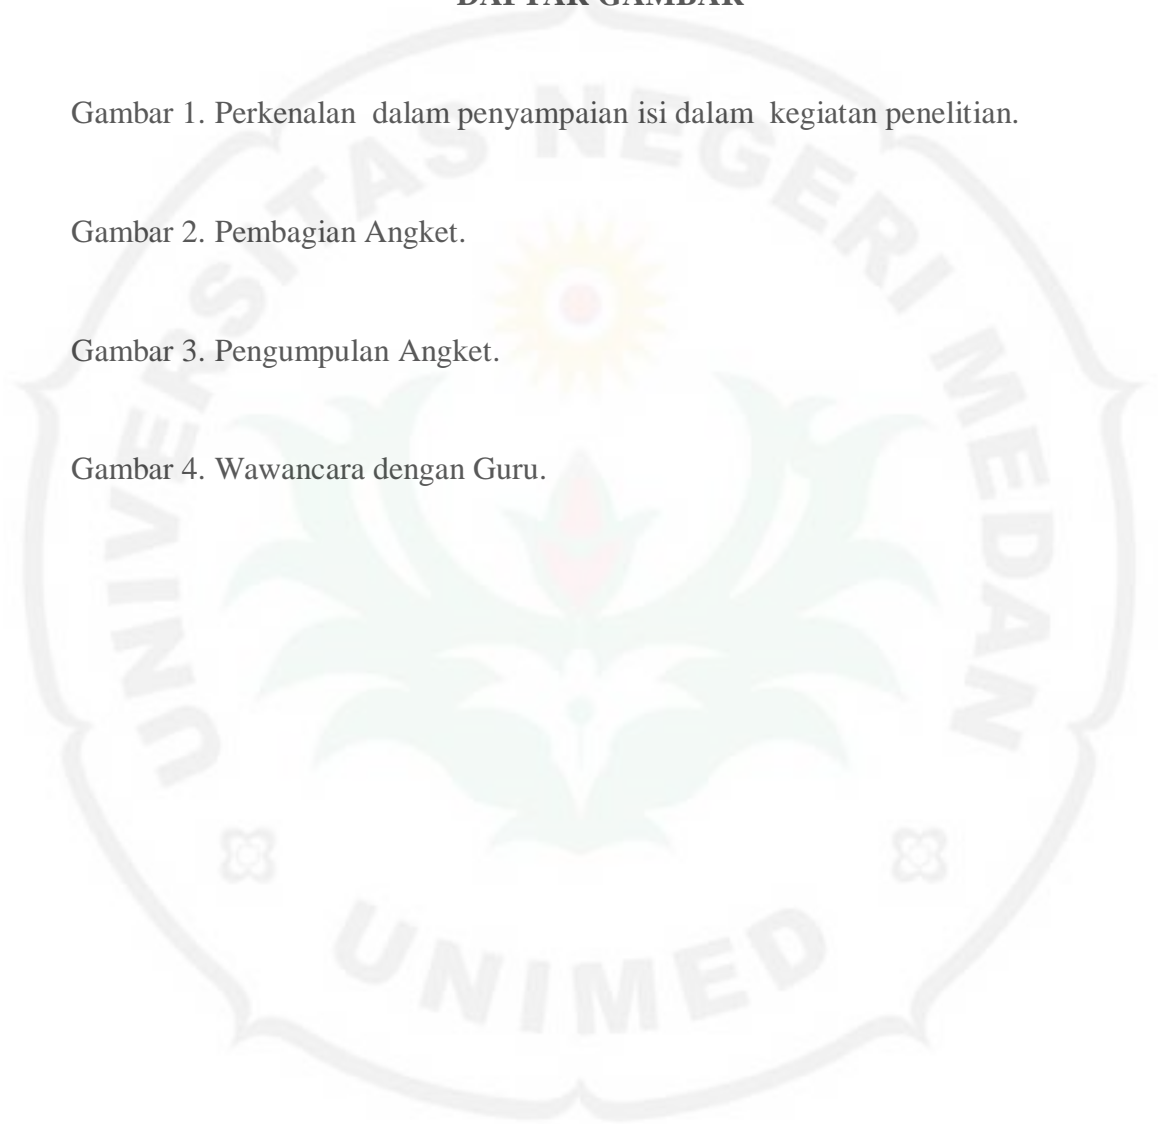 DAFTAR GAMBAR
Gambar 1. Perkenalan dalam penyampaian isi dalam kegiatan penelitian.
Gambar 2. Pembagian Angket.
Gambar 3. Pengumpulan Angket.
Gambar 4. Wawancara dengan Guru.
UNIVERSITAS NEGERI MEDAN
UNIMED